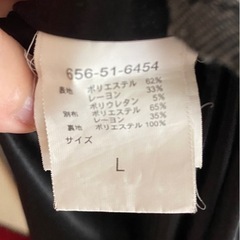 656-51-6454
表地 ポリエステル 62%
レーヨン 33%
ポリウレタン 5%
別布 ポリエステル 65%
レーヨン 35%
裏地 ポリエステル 100%
サイズ
L